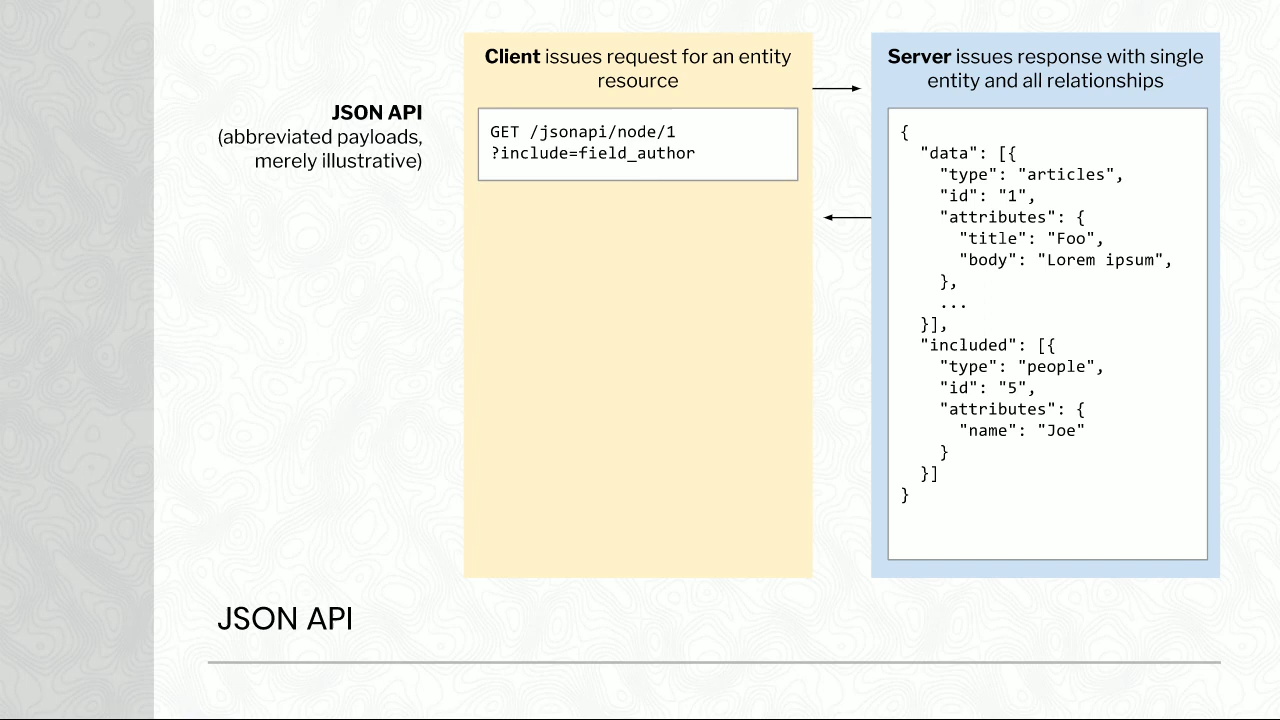 JSON API
(abbreviated payloads,
merely illustrative)
Client issues request for an entity
resource
GET /jsonapi/node/1
?include=field_author
Server issues response with single
entity and all relationships
{
  "data": [{
    "type": "articles",
    "id": "1",
    "attributes": {
      "title": "Foo",
      "body": "Lorem ipsum",
    },
    ...
  }],
  "included": [{
    "type": "people",
    "id": "5",
    "attributes": {
      "name": "Joe"
    }
  }]
}
JSON API